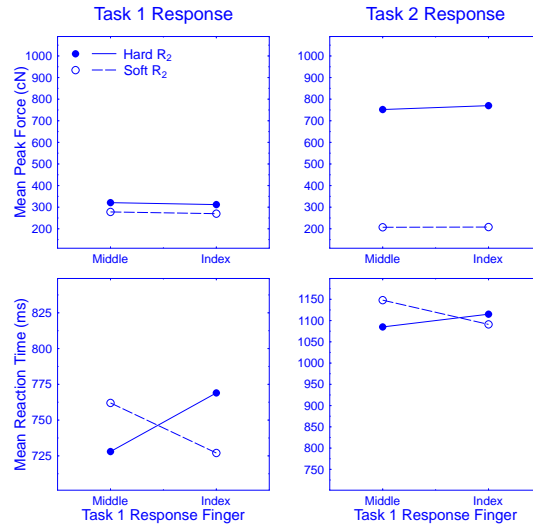 Task 1 Response
Task 2 Response
Mean Peak Force (cN)
1000
900
800
700
600
500
400
300
200
Hard R2
Soft R2
Middle
Index
1000
900
800
700
600
500
400
300
200
Middle
Index
Mean Reaction Time (ms)
825
775
750
725
Middle
Index
Task 1 Response Finger
1150
1100
1050
1000
950
900
850
800
750
Middle
Index
Task 1 Response Finger